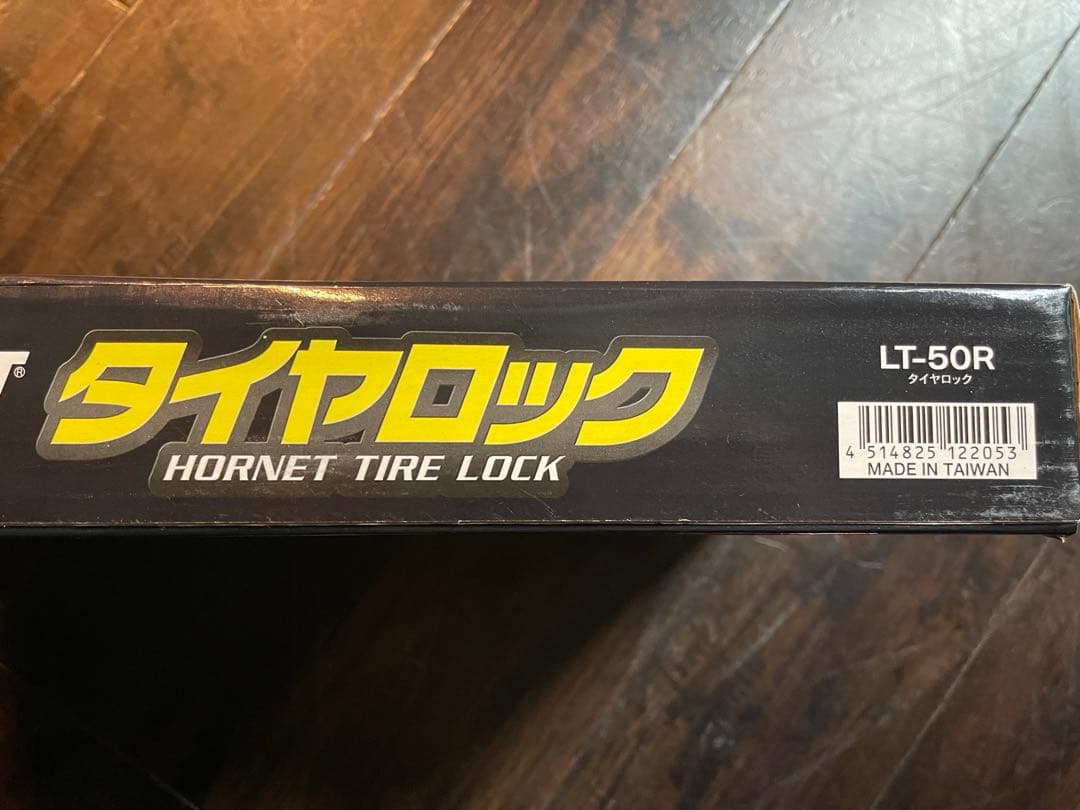 T®
タイヤロック
HORNET TIRE LOCK
LT-50R
タイヤロック
4 514825 122053
MADE IN TAIWAN